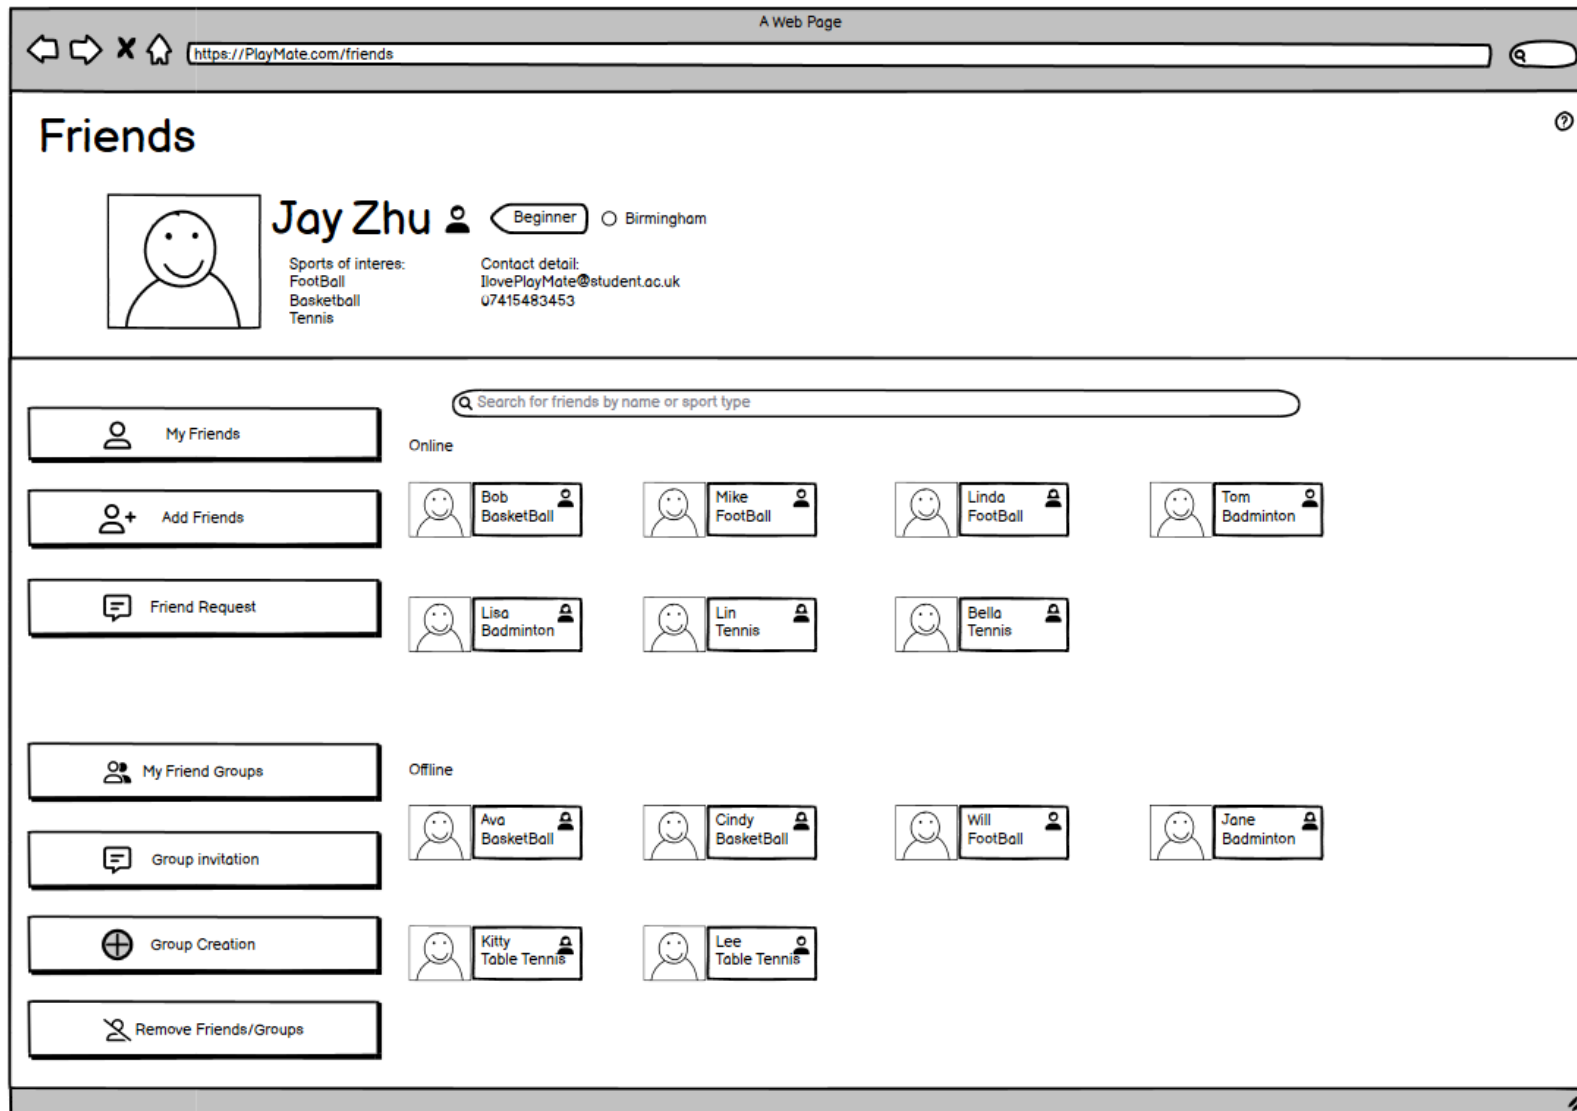 A Web Page
https://PlayMate.com/friends
Friends
Jay Zhu
Beginner
Birmingham
Sports of interes:
FootBall
Basketball
Tennis
Contact detail:
IlovePlayMate@student.ac.uk
07415483453
Search for friends by name or sport type
My Friends
Add Friends
Friend Request
My Friend Groups
Group invitation
Group Creation
Remove Friends/Groups
Online
Bob
BasketBall
Mike
FootBall
Linda
FootBall
Tom
Badminton
Lisa
Badminton
Lin
Tennis
Bella
Tennis
Offline
Ava
BasketBall
Cindy
BasketBall
Will
FootBall
Jane
Badminton
Kitty
Table Tennis
Lee
Table Tennis